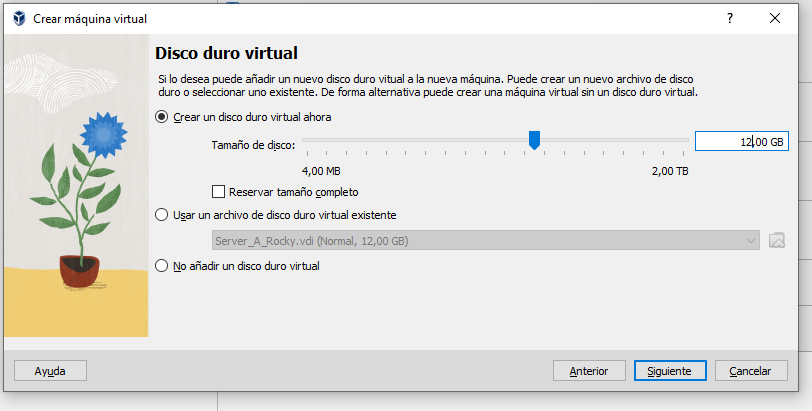 Crear máquina virtual
?
Disco duro virtual
Si lo desea puede añadir un nuevo disco duro vitual a la nueva máquina. Puede crear un nuevo archivo de disco
duro o seleccionar uno existente. De forma alternativa puede crear una máquina virtual sin un disco duro virtual.
Crear un disco duro virtual ahora
Tamaño de disco:
12,00 GB
4,00 MB
2,00 TB
Reservar tamaño completo
Usar un archivo de disco duro virtual existente
Server_A_Rocky.vdi (Normal, 12,00 GB)
No añadir un disco duro virtual
Ayuda
Anterior
Siguiente
Cancelar